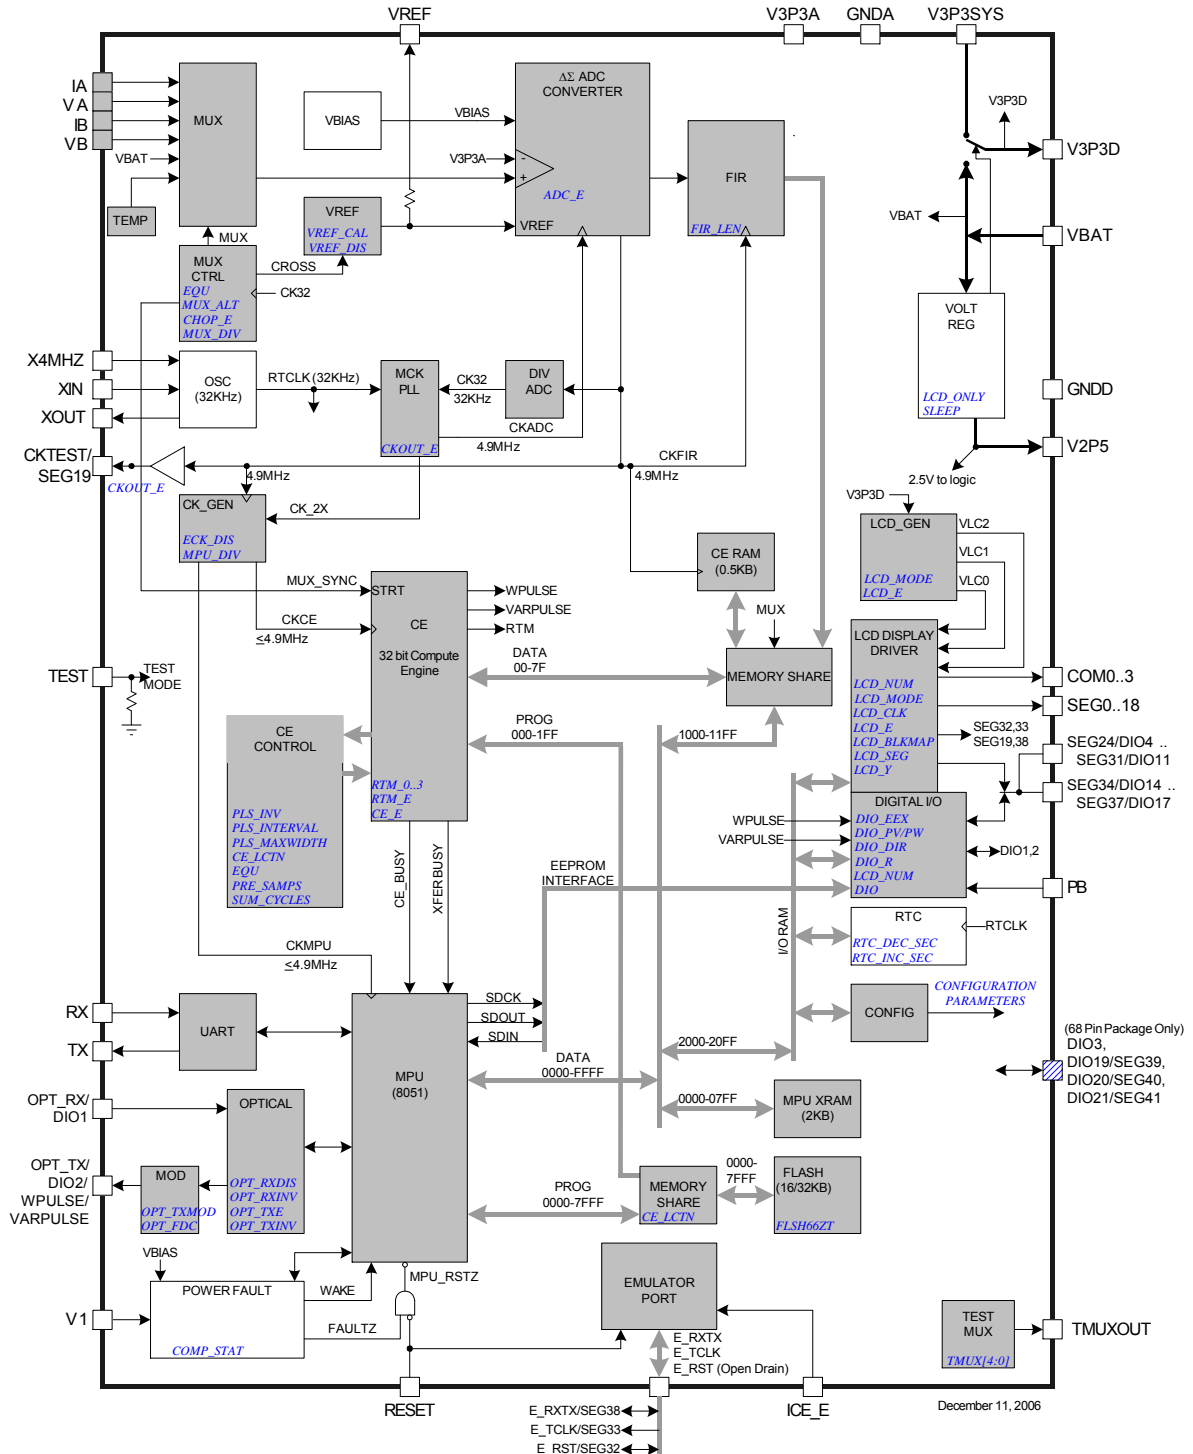 VREF
V3P3A
GNDA
V3P3SYS
IA
VA
IB
VB
VBAT
MUX
TEMP
VBIAS
VBIAS
V3P3A
-
+
VREF
ΔΣ ADC
CONVERTER
ADC_E
VREF
VREF_CAL
VREF_DIS
FIR
FIR_LEN
V3P3D
V3P3D
VBAT
VBAT
VOLT
REG
LCD_ONLY
SLEEP
GNDD
V2P5
2.5V to logic
MUX
MUX
CTRL
EQU
MUX_ALT
CHOP_E
MUX_DIV
CROSS
CK32
X4MHZ
XIN
XOUT
OSC
(32KHz)
RTCLK (32KHz)
MCK
PLL
CKOUT_E
CK32
32KHz
DIV
ADC
CKADC
4.9MHz
CKFIR
4.9MHz
CKTEST/
SEG19
CKOUT_E
4.9MHz
CK_GEN
ECK_DIS
MPU_DIV
CK_2X
MUX_SYNC
CKCE
≤4.9MHz
STRT
CE
32 bit Compute
Engine
RTM_0..3
RTM_E
CE_E
WPULSE
VARPULSE
RTM
DATA
00-7F
PROG
000-1FF
CE RAM
(0.5KB)
MUX
MEMORY SHARE
1000-11FF
V3P3D
LCD_GEN
LCD_MODE
LCD_E
VLC2
VLC1
VLC0
LCD DISPLAY
DRIVER
LCD_NUM
LCD_MODE
LCD_CLK
LCD_E
LCD_BLKMAP
LCD_SEG
LCD_Y
COM0..3
SEG0..18
SEG32,33
SEG19,38
SEG24/DIO4 ..
SEG31/DIO11
SEG34/DIO14 ..
SEG37/DIO17
TEST
TEST
MODE
CE
CONTROL
PLS_INV
PLS_INTERVAL
PLS_MAXWIDTH
CE_LCTN
EQU
PRE_SAMPS
SUM_CYCLES
CE_BUSY
XFER BUSY
WPULSE
VARPULSE
DIGITAL I/O
DIO_EEX
DIO_PV/PW
DIO_DIR
DIO_R
LCD_NUM
DIO
DIO1,2
PB
EEPROM
INTERFACE
I/O RAM
RTC
RTC_DEC_SEC
RTC_INC_SEC
RTCLK
CONFIG
CONFIGURATION
PARAMETERS
CKMPU
≤4.9MHz
RX
TX
UART
MPU
(8051)
SDCK
SDOUT
SDIN
DATA
0000-FFFF
2000-20FF
0000-07FF
MPU XRAM
(2KB)
(68 Pin Package Only)
DIO3,
DIO19/SEG39,
DIO20/SEG40,
DIO21/SEG41
OPT_RX/
DIO1
OPTICAL
OPT_RXDIS
OPT_RXINV
OPT_TXE
OPT_TXINV
OPT_TX/
DIO2/
WPULSE/
VARPULSE
MOD
OPT_TXMOD
OPT_FDC
PROG
0000-7FFF
MEMORY
SHARE
CE_LCTN
0000-
7FFF
FLASH
(16/32KB)
FLSH66ZT
VBIAS
V1
POWER FAULT
COMP_STAT
WAKE
FAULTZ
MPU_RSTZ
EMULATOR
PORT
E_RXTX
E_TCLK
E_RST (Open Drain)
TEST
MUX
TMUX[4:0]
TMUXOUT
RESET
ICE_E
December 11, 2006
E_RXTX/SEG38
E_TCLK/SEG33
E_RST/SEG32